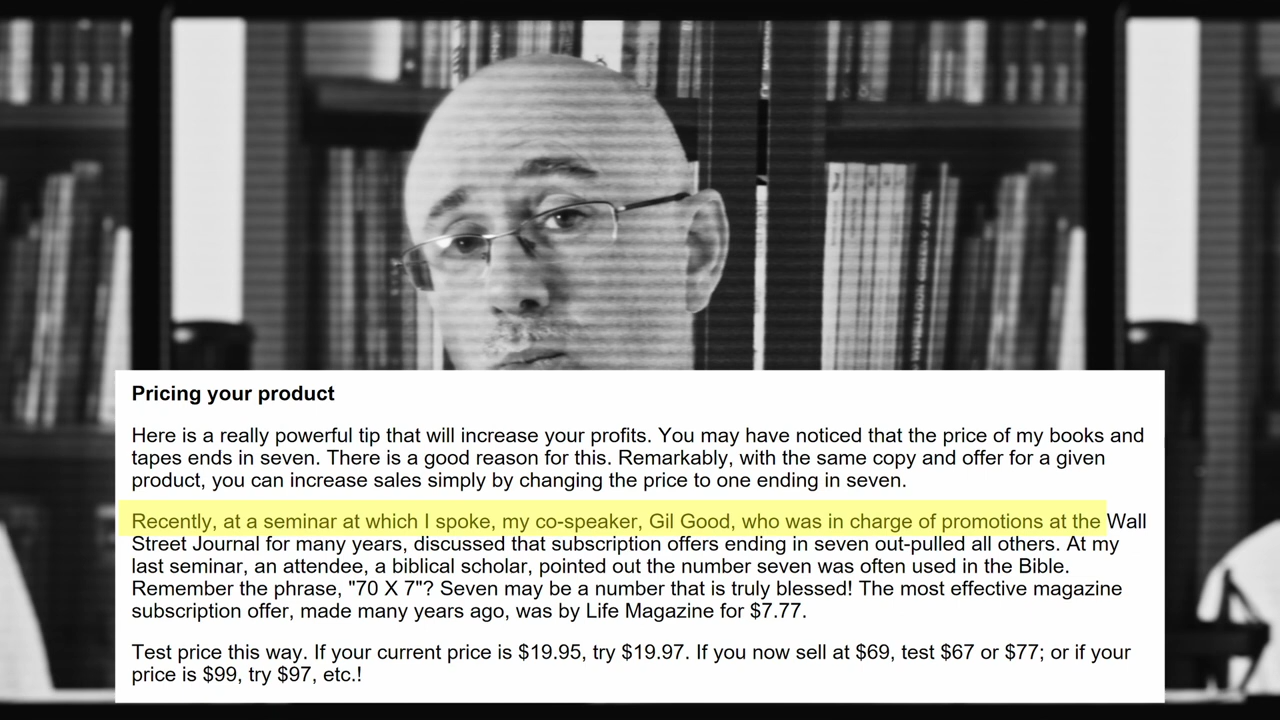 Pricing your product
Here is a really powerful tip that will increase your profits. You may have noticed that the price of my books and
tapes ends in seven. There is a good reason for this. Remarkably, with the same copy and offer for a given
product, you can increase sales simply by changing the price to one ending in seven.
Recently, at a seminar at which I spoke, my co-speaker, Gil Good, who was in charge of promotions at the Wall
Street Journal for many years, discussed that subscription offers ending in seven out-pulled all others. At my
last seminar, an attendee, a biblical scholar, pointed out the number seven was often used in the Bible.
Remember the phrase, "70 X 7"? Seven may be a number that is truly blessed! The most effective magazine
subscription offer, made many years ago, was by Life Magazine for $7.77.
Test price this way. If your current price is $19.95, try $19.97. If you now sell at $69, test $67 or $77; or if your
price is $99, try $97, etc.!